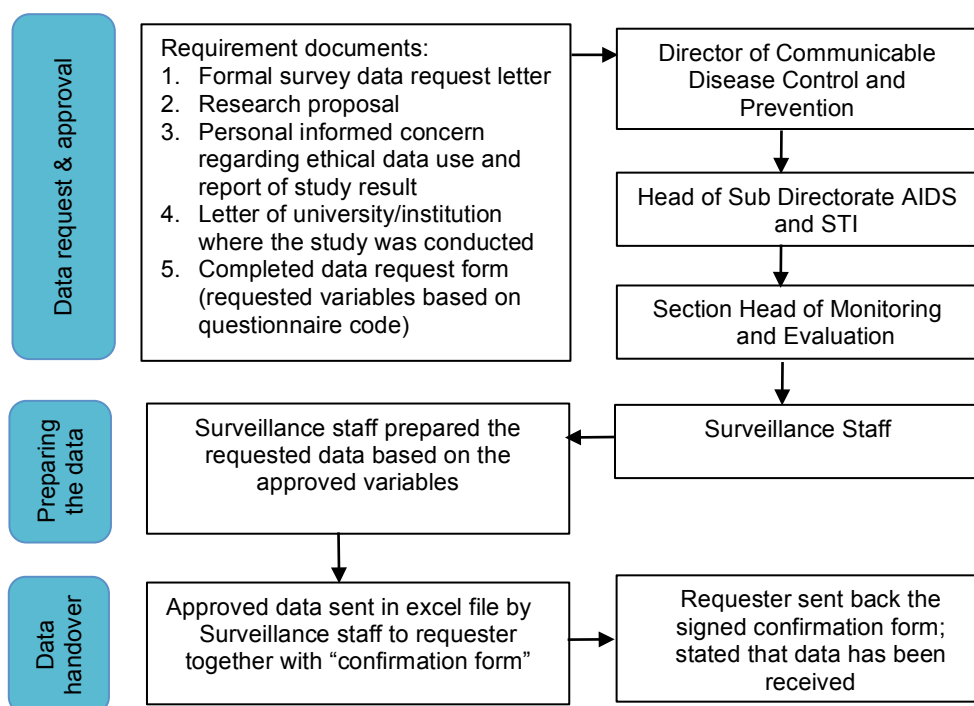 Data request & approval
Requirement documents:
1. Formal survey data request letter
2. Research proposal
3. Personal informed concern
regarding ethical data use and
report of study result
4. Letter of university/institution
where the study was conducted
5. Completed data request form
(requested variables based on
questionnaire code)
Director of Communicable
Disease Control and
Prevention
Head of Sub Directorate AIDS
and STI
Section Head of Monitoring
and Evaluation
Surveillance Staff
Preparing
the data
Surveillance staff prepared the
requested data based on the
approved variables
Data
handover
Approved data sent in excel file by
Surveillance staff to requester
together with “confirmation form”
Requester sent back the
signed confirmation form;
stated that data has been
received